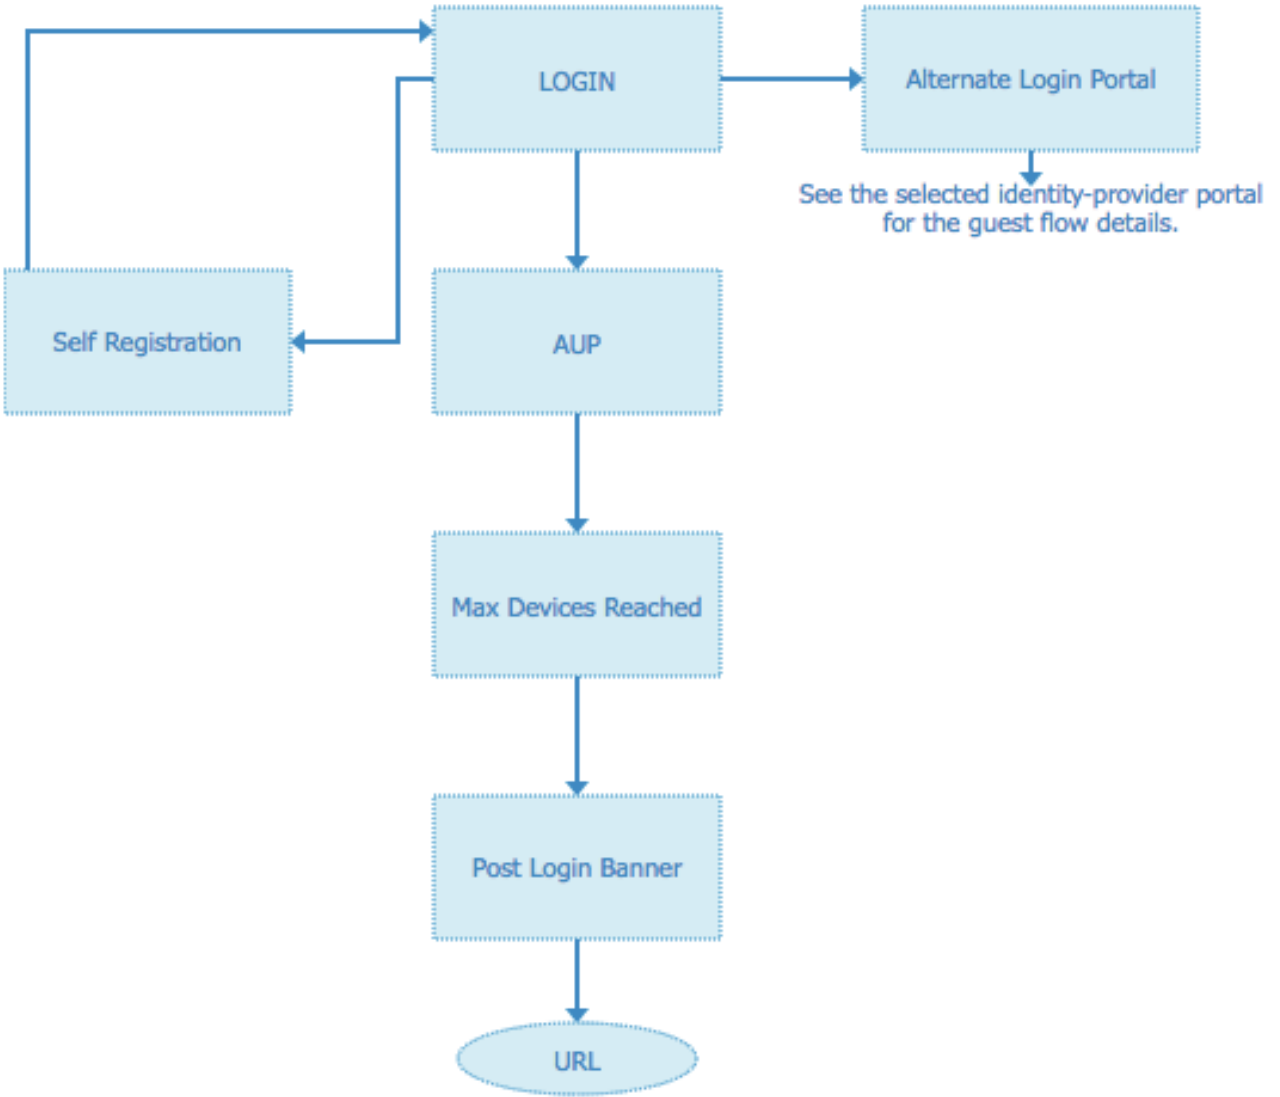 LOGIN
Alternate Login Portal
See the selected identity-provider portal
for the guest flow details.
Self Registration
AUP
Max Devices Reached
Post Login Banner
URL